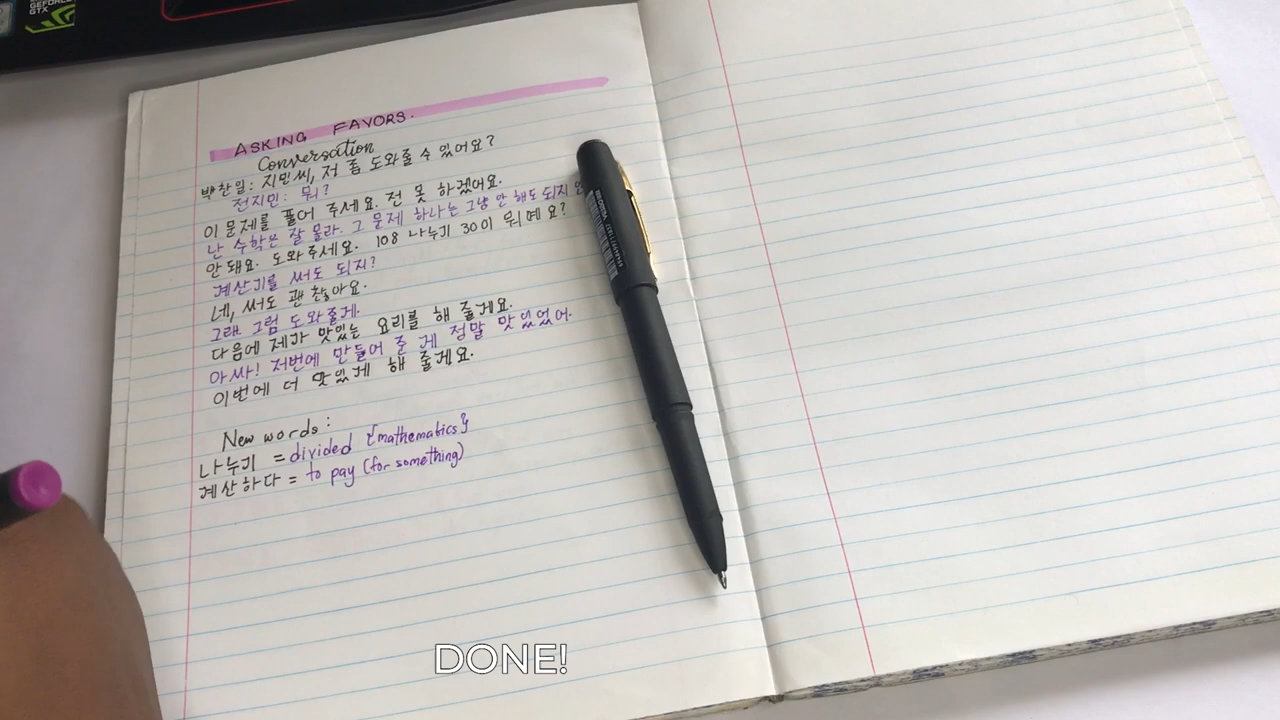 GEFORCE
GTX
ASKING FAVORS.
Conversation
박찬일: 지민씨, 저 좀 도와줄 수 있어요?
전지민: 뭐?
이 문제를 풀어 주세요. 전 못 하겠어요.
난 수학은 잘 몰라. 그 문제 하나는 그냥 안 해도 되지
안 돼요. 도와주세요. 108 나누기 30이 뭐예요?
계산기를 써도 되지?
네, 써도 괜찮아요.
그래. 그럼 도와줄게.
다음에 제가 맛있는 요리를 해 줄게요.
아싸! 저번에 만들어 준 게 정말 맛있었어.
이번에 더 맛있게 해 줄게요.
New words:
나누기 = divided {mathematics}
계산하다 = to pay (for something)
DONE!